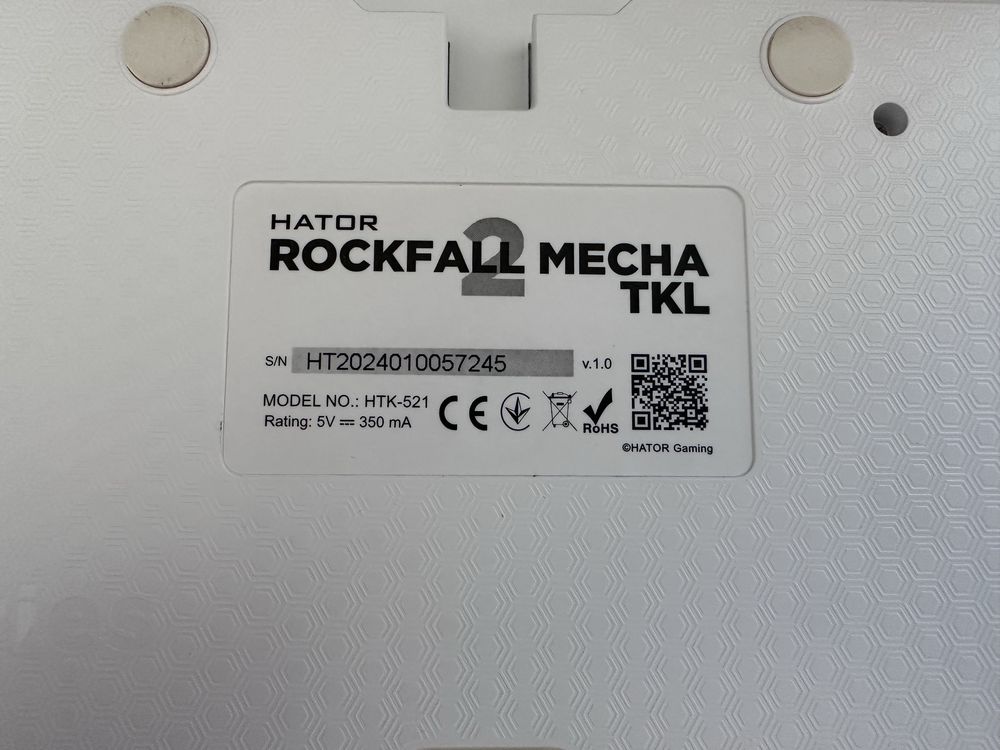 HATOR
ROCKFALL 2 MECHA
TKL
S/N HT2024010057245 v.1.0
MODEL NO.: HTK-521
Rating: 5V⎓350 mA
CE
RoHS
©HATOR Gaming